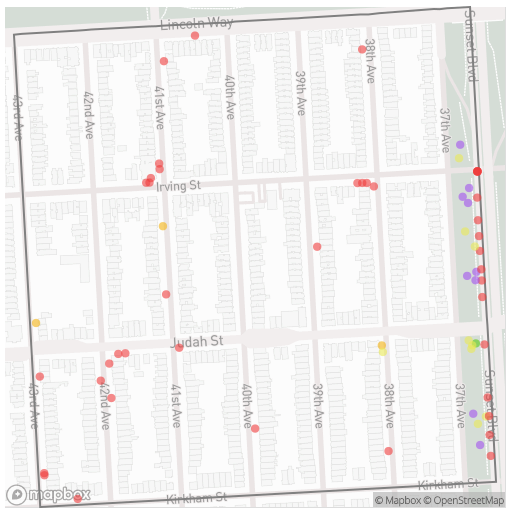 Lincoln Way
Sunset Blvd
38th Ave
39th Ave
40th Ave
41st Ave
42nd Ave
43rd Ave
37th Ave
Irving St
Judah St
43rd Ave
42nd Ave
41st Ave
40th Ave
39th Ave
38th Ave
37th Ave
Sunset Blvd
Kirkham St
Kirkham St
mapbox
© Mapbox © OpenStreetMap